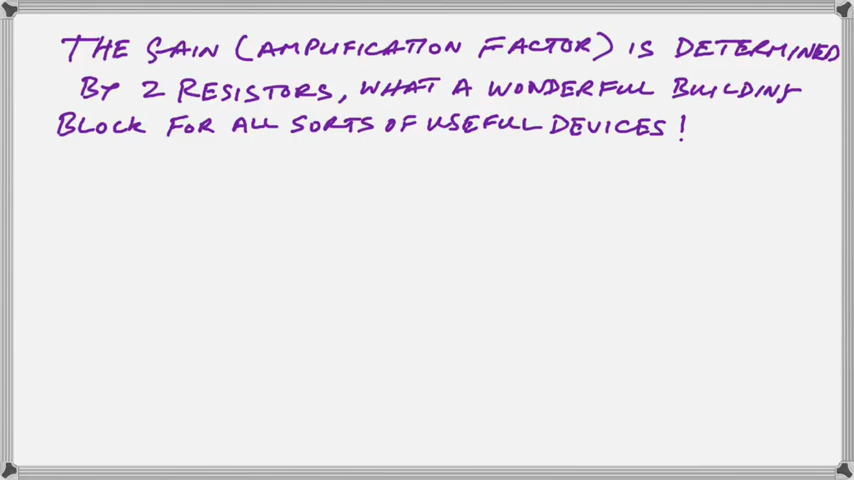 THE GAIN (AMPLIFICATION FACTOR) IS DETERMINED
BY 2 RESISTORS, WHAT A WONDERFUL BUILDING
BLOCK FOR ALL SORTS OF USEFUL DEVICES!